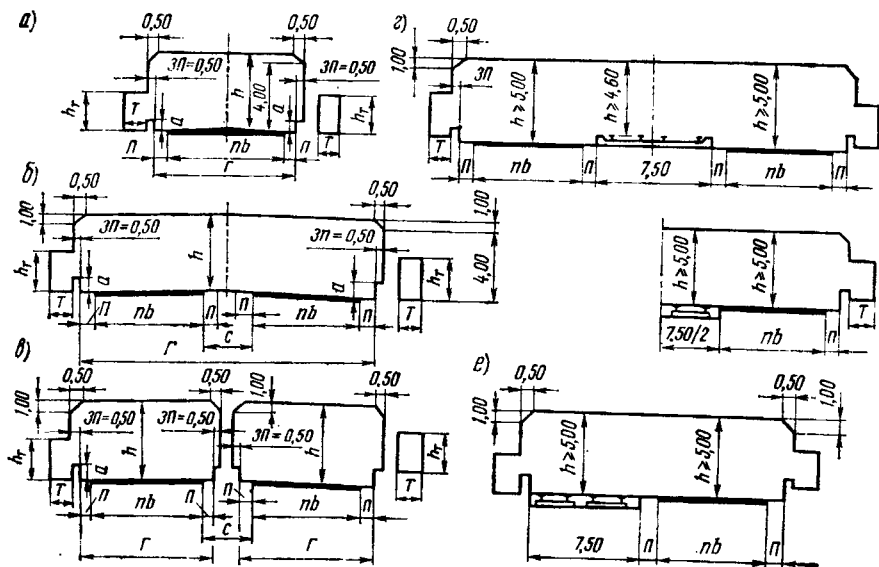 а)
0,50
0,50
ЗП=0,50
ЗП=0,50
hт
Т
а
h
4,00
а
hт
Т
П
nb
П
Г
г)
0,50
1,00
ЗП
h≥5,00
h≥4,60
h≥5,00
Т
П
nb
П
7,50
П
nb
П
б)
0,50
0,50
1,00
1,00
ЗП=0,50
ЗП=0,50
hт
Т
а
h
а
4,00
hт
Т
П
nb
П
П
nb
П
с
Г
h≥5,00
h≥5,00
7,50/2
nb
П
Т
в)
0,50
0,50
1,00
0,50
1,00
ЗП=0,50
ЗП=0,50
ЗП=0,50
hт
Т
а
h
h
hт
Т
П
nb
П
П
nb
П
с
Г
Г
е)
0,50
0,50
1,00
1,00
h≥5,00
h≥5,00
7,50
П
nb
П